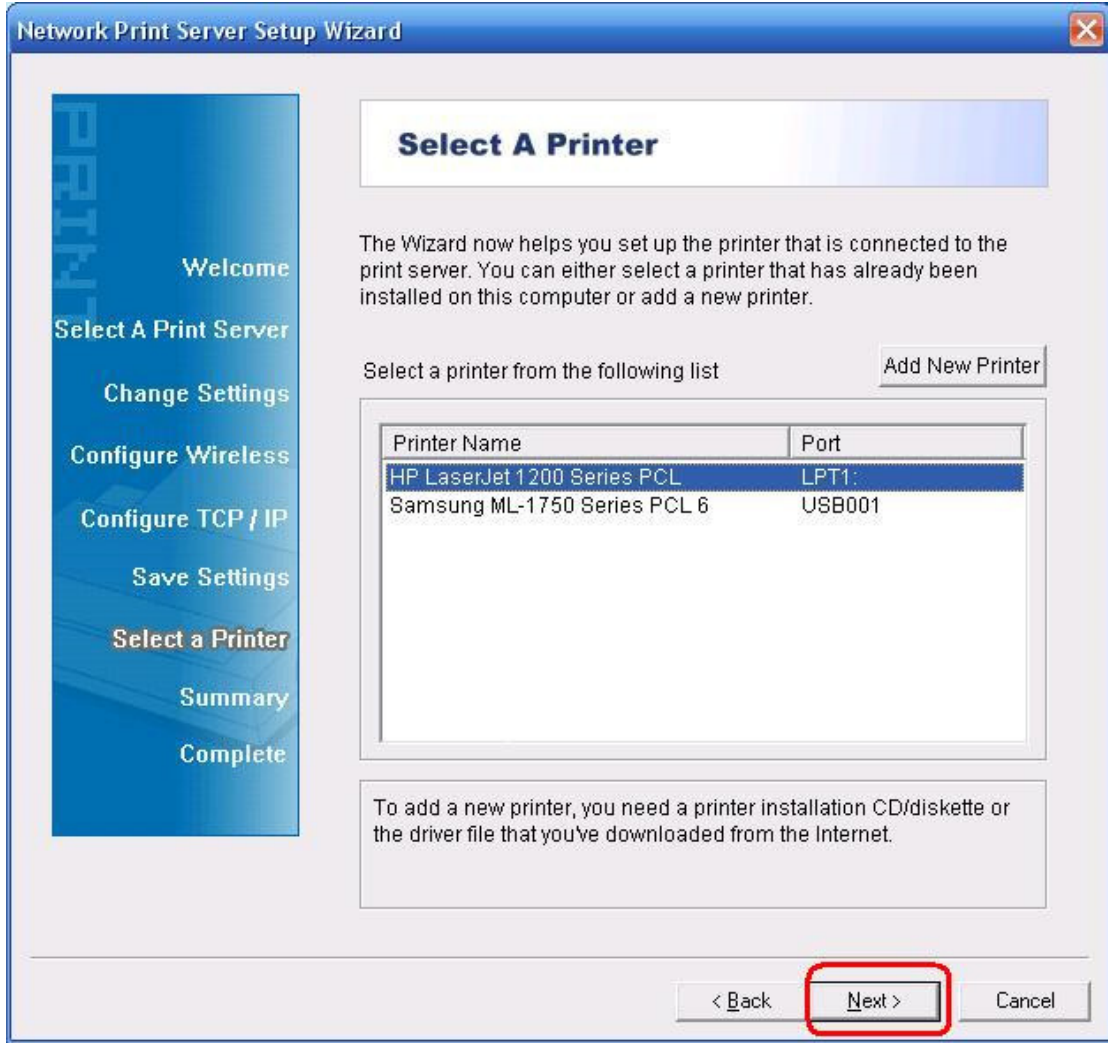 Network Print Server Setup Wizard
PRINT
Welcome
Select A Print Server
Change Settings
Configure Wireless
Configure TCP / IP
Save Settings
Select a Printer
Summary
Complete
Select A Printer
The Wizard now helps you set up the printer that is connected to the
print server. You can either select a printer that has already been
installed on this computer or add a new printer.
Select a printer from the following list
Add New Printer
Printer Name Port
HP LaserJet 1200 Series PCL LPT1:
Samsung ML-1750 Series PCL 6 USB001
To add a new printer, you need a printer installation CD/diskette or
the driver file that you've downloaded from the Internet.
< Back Next > Cancel